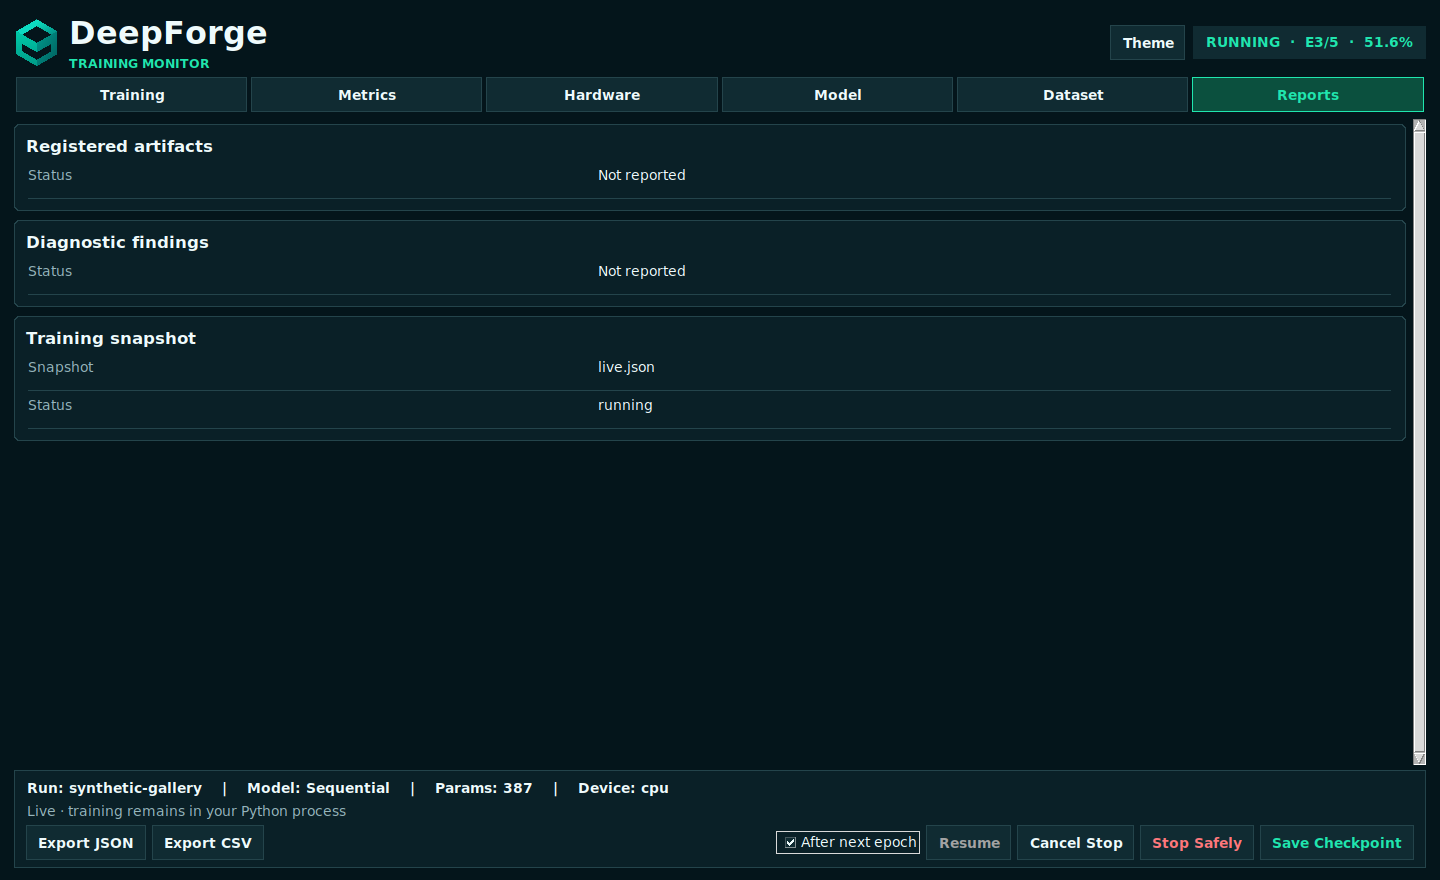 DeepForge
TRAINING MONITOR
Theme
RUNNING · E3/5 · 51.6%
Training Metrics Hardware Model Dataset Reports
Registered artifacts
Status Not reported
Diagnostic findings
Status Not reported
Training snapshot
Snapshot live.json
Status running
Run: synthetic-gallery | Model: Sequential | Params: 387 | Device: cpu
Live · training remains in your Python process
Export JSON Export CSV After next epoch Resume Cancel Stop Stop Safely Save Checkpoint